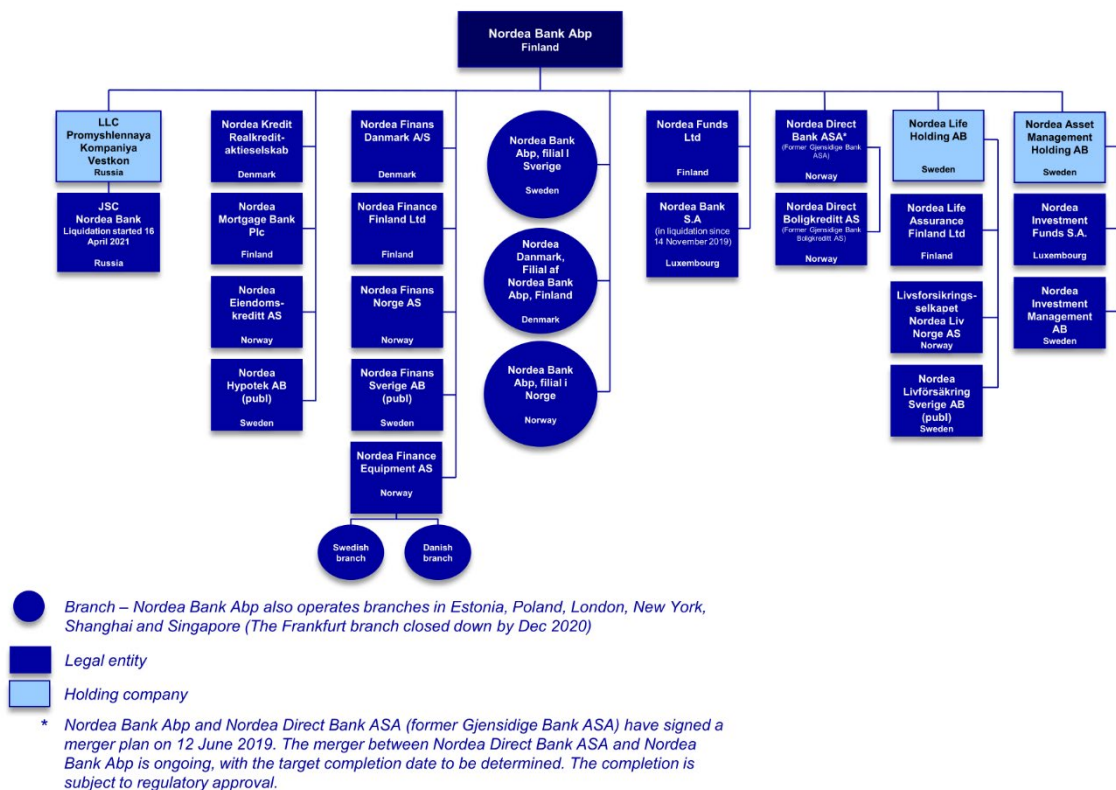 Nordea Bank Abp
Finland
LLC
Promyshlennaya
Kompaniya
Vestkon
Russia
JSC
Nordea Bank
Liquidation started 16
April 2021
Russia
Nordea Kredit
Realkredit-
aktieselskab
Denmark
Nordea
Mortgage Bank
Plc
Finland
Nordea
Eiendoms-
kreditt AS
Norway
Nordea
Hypotek AB
(publ)
Sweden
Nordea Finans
Danmark A/S
Denmark
Nordea Finance
Finland Ltd
Finland
Nordea Finans
Norge AS
Norway
Nordea Finans
Sverige AB
(publ)
Sweden
Nordea Finance
Equipment AS
Norway
Swedish
branch
Danish
branch
Nordea Bank
Abp, filial I
Sverige
Sweden
Nordea
Danmark,
Filial af
Nordea Bank
Abp, Finland
Denmark
Nordea Bank
Abp, filial i
Norge
Norway
Nordea Funds
Ltd
Finland
Nordea Bank
S.A
(in liquidation since
14 November 2019)
Luxembourg
Nordea Direct
Bank ASA*
(Former Gjensidige Bank
ASA)
Norway
Nordea Direct
Boligkreditt AS
(Former Gjensidige Bank
Boligkreditt AS)
Norway
Nordea Life
Holding AB
Sweden
Nordea Life
Assurance
Finland Ltd
Finland
Livsforsikrings-
selkapet
Nordea Liv
Norge AS
Norway
Nordea
Livförsäkring
Sverige AB
(publ)
Sweden
Nordea Asset
Management
Holding AB
Sweden
Nordea
Investment
Funds S.A.
Luxembourg
Nordea
Investment
Management
AB
Sweden
Branch – Nordea Bank Abp also operates branches in Estonia, Poland, London, New York,
Shanghai and Singapore (The Frankfurt branch closed down by Dec 2020)
Legal entity
Holding company
* Nordea Bank Abp and Nordea Direct Bank ASA (former Gjensidige Bank ASA) have signed a
merger plan on 12 June 2019. The merger between Nordea Direct Bank ASA and Nordea
Bank Abp is ongoing, with the target completion date to be determined. The completion is
subject to regulatory approval.